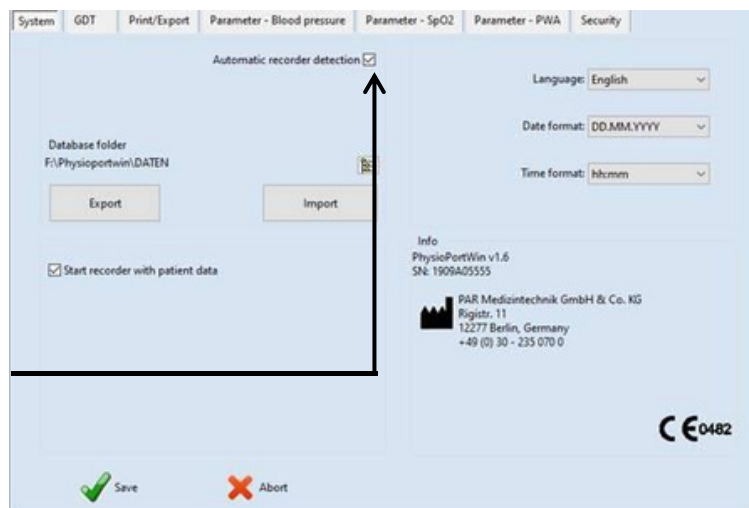 System GDT Print/Export Parameter - Blood pressure Parameter - SpO2 Parameter - PWA Security
Automatic recorder detection
Database folder
F:\Physioportwin\DATEN
Export Import
Start recorder with patient data
Language: English
Date format: DD.MM.YYYY
Time format: hh:mm
Info
PhysioPortWin v1.6
SN: 1909A05555
PAR Medizintechnik GmbH & Co. KG
Rigistr. 11
12277 Berlin, Germany
+49 (0) 30 - 235 070 0
CE 0482
Save Abort